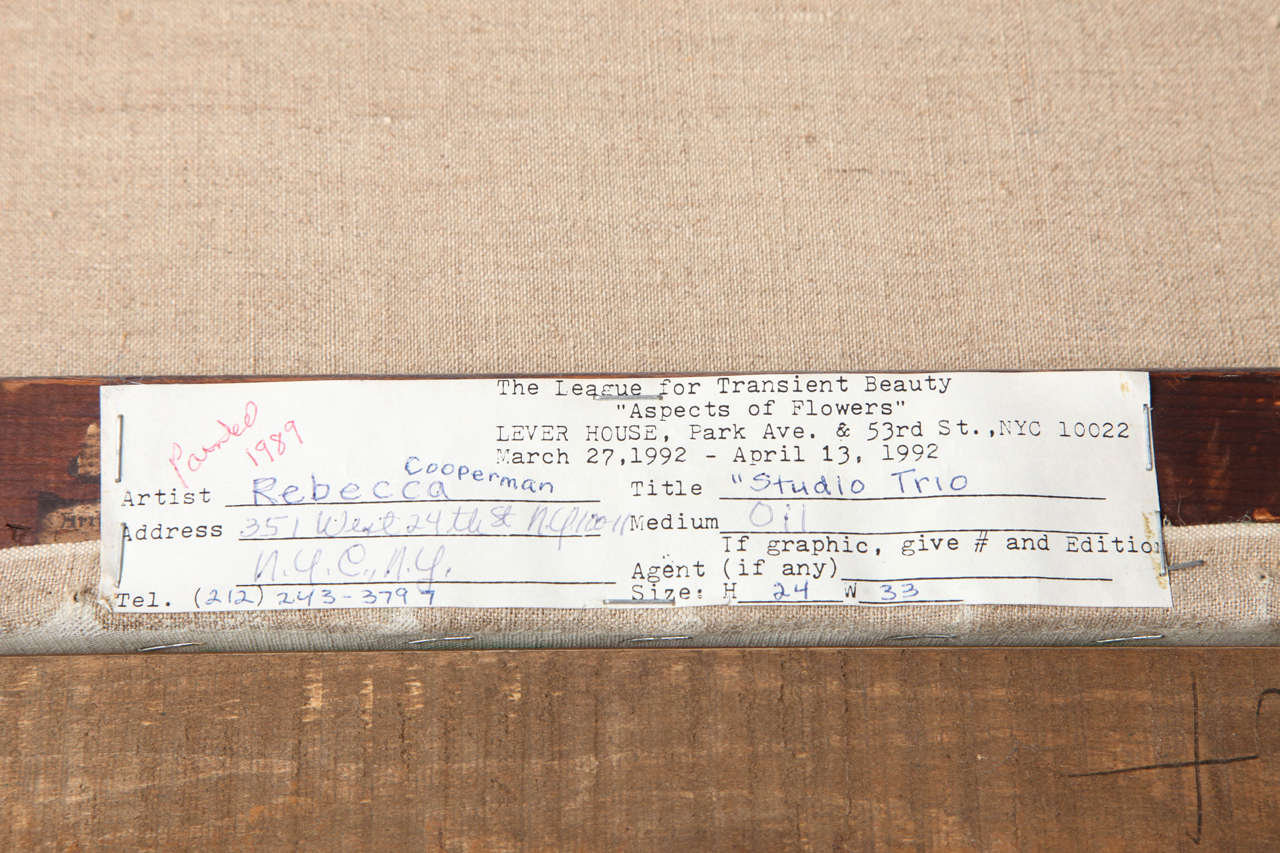 The League for Transient Beauty
"Aspects of Flowers"
LEVER HOUSE, Park Ave. & 53rd St.,NYC 10022
March 27,1992 - April 13, 1992
Painted
1989
Cooperman
Artist Rebecca Title "Studio Trio
Address 351 West 24th St N.Y. 10011 Medium Oil
If graphic, give # and Editio
N.Y.C., N.Y. Agent (if any)
Tel. (212) 243-3797 Size: H 24 W 33